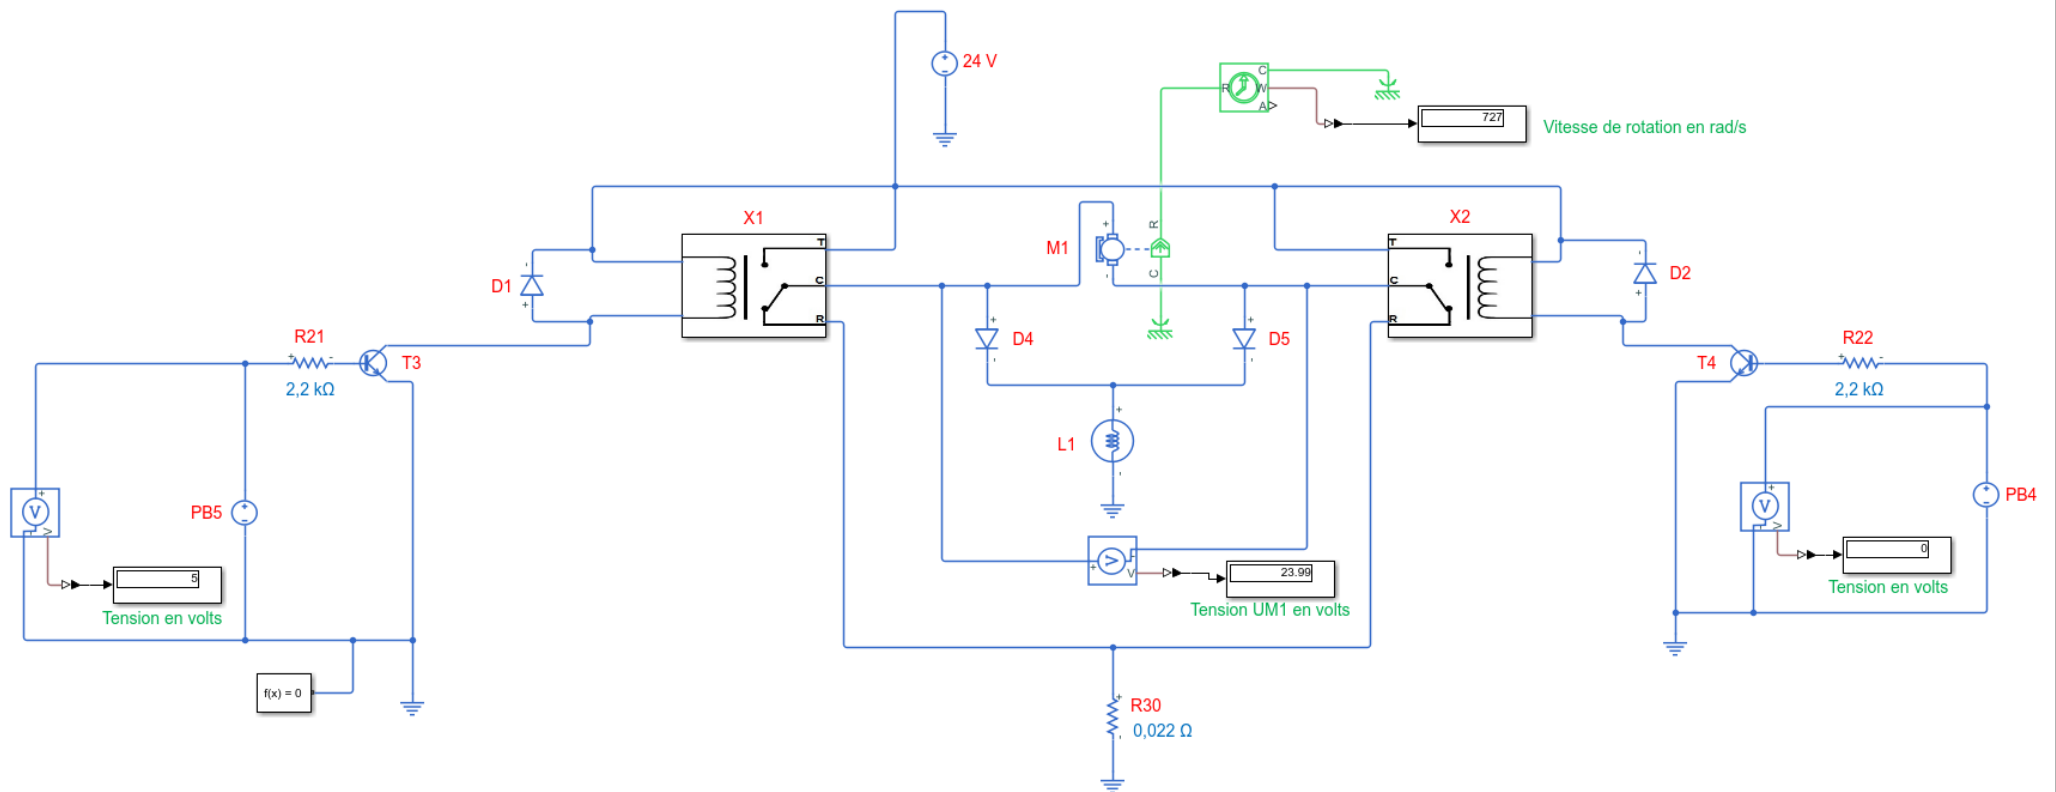 24 V
C
R
W
A
727
Vitesse de rotation en rad/s
X1
X2
R
T
M1
+
T
D1
D2
C
C
-
C
R
R
D4
D5
R21
R22
+
-
T3
T4
2,2 kΩ
2,2 kΩ
L1
PB5
PB4
V
V
V
V
V
V
5
23.99
0
Tension en volts
Tension UM1 en volts
Tension en volts
f(x) = 0
R30
0,022 Ω